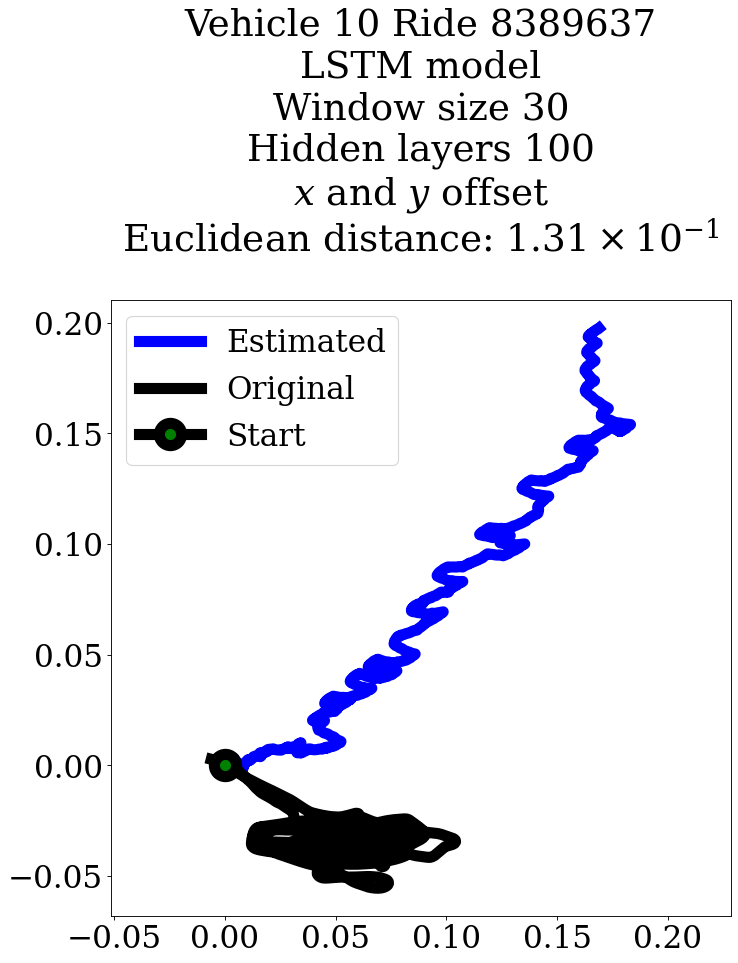 Vehicle 10 Ride 8389637
LSTM model
Window size 30
Hidden layers 100
x and y offset
Euclidean distance: 1.31 × 10⁻¹
Estimated
Original
Start
0.20
0.15
0.10
0.05
0.00
−0.05
−0.05 0.00 0.05 0.10 0.15 0.20